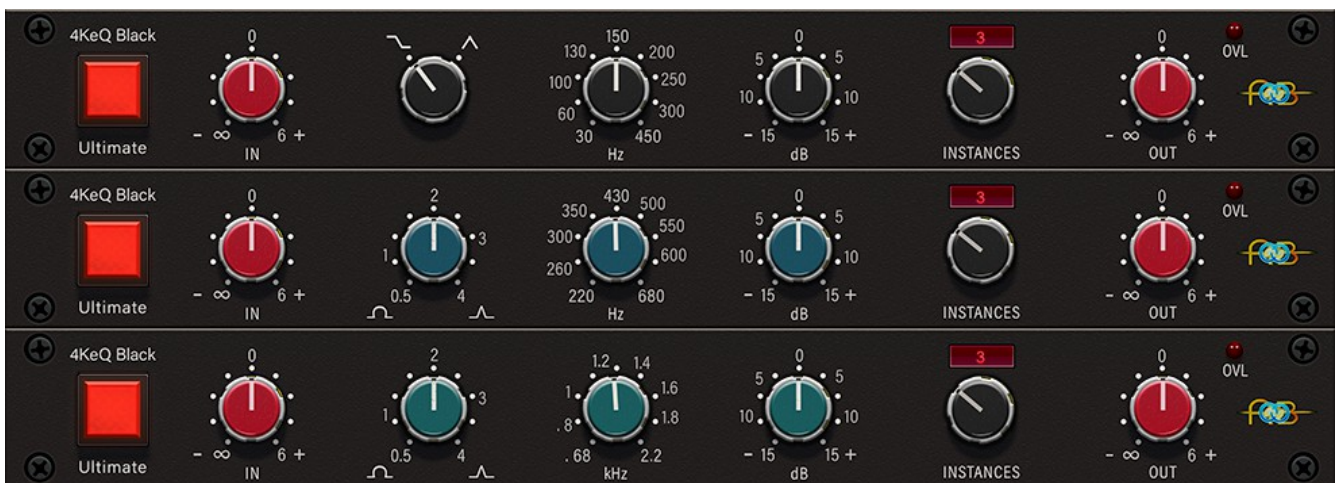 4KeQ Black 0 150 0 3 0
130 200 5 5 OVL
100 250 10 10
60 300
- ∞ 6 + 30 450 - 15 15 + - ∞ 6 +
Ultimate IN Hz dB INSTANCES OUT
4KeQ Black 0 2 430 0 3 0
350 500 5 5 OVL
1 3 300 550 10 10
260 600
- ∞ 6 + 0.5 4 220 680 - 15 15 + - ∞ 6 +
Ultimate IN Hz dB INSTANCES OUT
4KeQ Black 0 2 1.2 1.4 0 3 0
1 3 1 1.6 5 5 OVL
.8 1.8 10 10
- ∞ 6 + 0.5 4 .68 2.2 - 15 15 + - ∞ 6 +
Ultimate IN kHz dB INSTANCES OUT